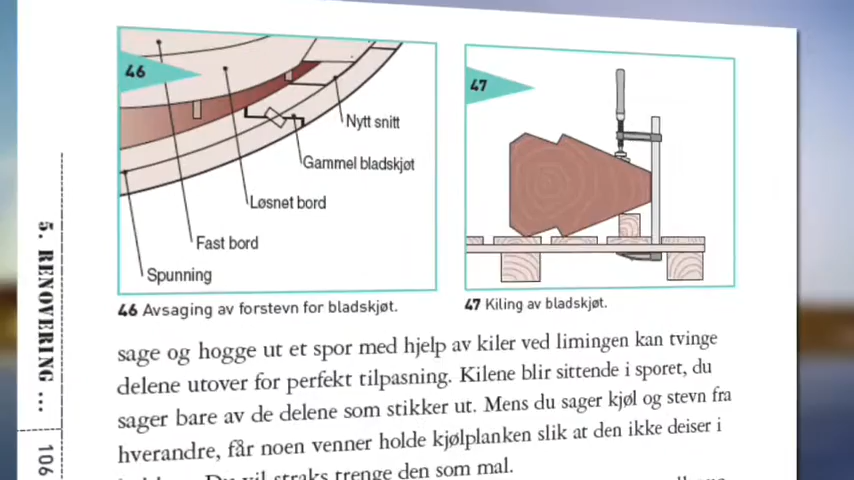 46
Nytt snitt
Gammel bladskjøt
Løsnet bord
Fast bord
Spunning
46 Avsaging av forstevn for bladskjøt.
47
47 Kiling av bladskjøt.
sage og hogge ut et spor med hjelp av kiler ved limingen kan tvinge
delene utover for perfekt tilpasning. Kilene blir sittende i sporet, du
sager bare av de delene som stikker ut. Mens du sager kjøl og stevn fra
hverandre, får noen venner holde kjølplanken slik at den ikke deiser i
Du vil straks trenge den som mal.
5. RENOVERING ...
106